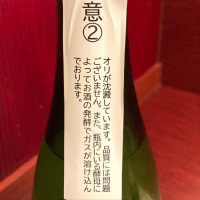 意②
オリが沈澱しています。品質には問題
ございません。また、瓶内にいる酵母に
よってお酒の発酵でガスが溶け込ん
でおります。